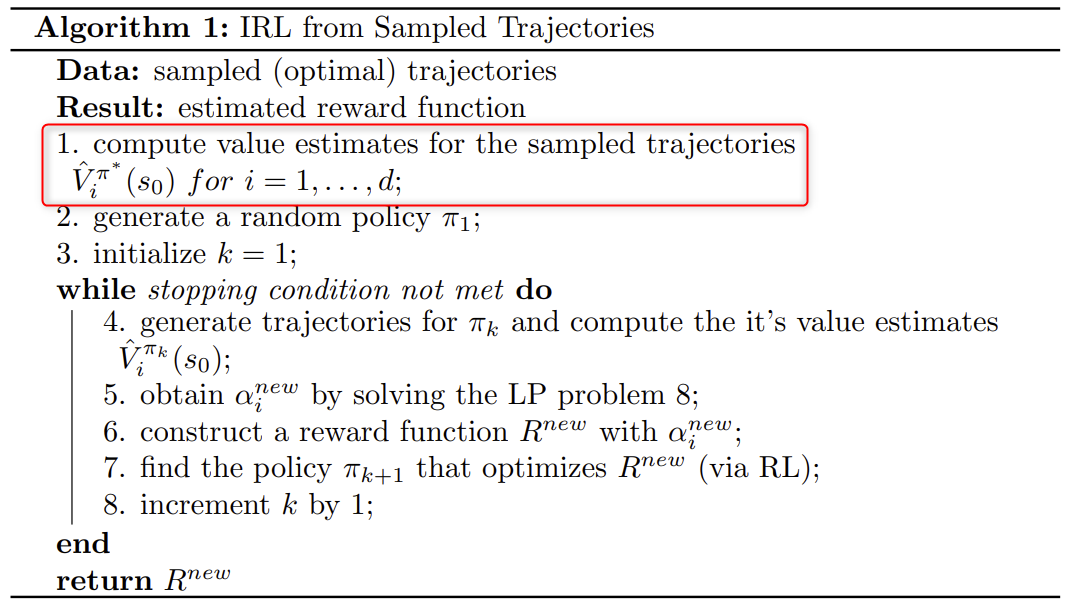 Algorithm 1: IRL from Sampled Trajectories
Data: sampled (optimal) trajectories
Result: estimated reward function
1. compute value estimates for the sampled trajectories
$\hat{V}_i^{\pi^*}(s_0)$ for $i = 1, \ldots, d$;
2. generate a random policy $\pi_1$;
3. initialize $k = 1$;
while stopping condition not met do
4. generate trajectories for $\pi_k$ and compute the it's value estimates
$\hat{V}_i^{\pi_k}(s_0)$;
5. obtain $\alpha_i^{new}$ by solving the LP problem 8;
6. construct a reward function $R^{new}$ with $\alpha_i^{new}$;
7. find the policy $\pi_{k+1}$ that optimizes $R^{new}$ (via RL);
8. increment $k$ by 1;
end
return $R^{new}$